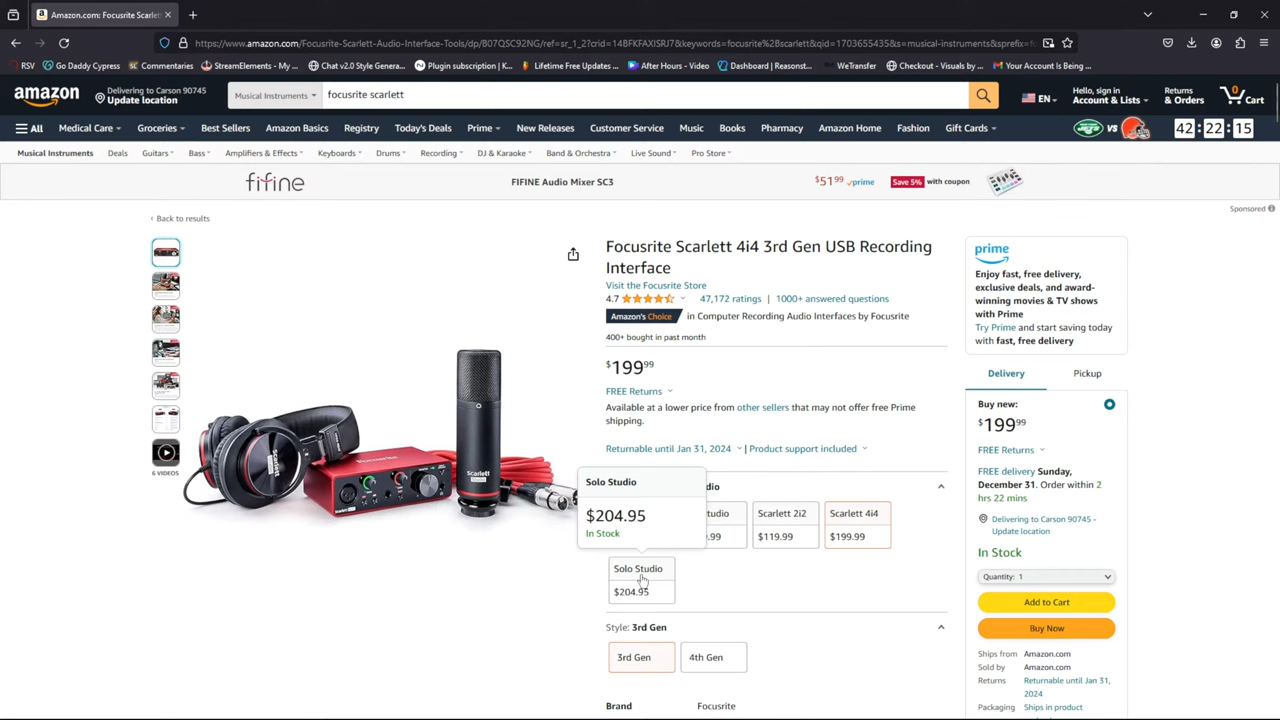 Amazon.com: Focusrite Scarlett
https://www.amazon.com/Focusrite-Scarlett-Audio-Interface-Tools/dp/B07QSC92NG/ref=sr_1_2?crid=14BFKFAXISRJ7&keywords=focusrite%2Bscarlett&qid=1703655435&s=musical-instruments&sprefix=fo
RSV
Go Daddy Cypress
Commentaries
StreamElements - My...
Chat v2.0 Style Genera...
Plugin subscription | K...
Lifetime Free Updates ...
After Hours - Video
Dashboard | Reasonst...
WeTransfer
Checkout - Visuals by ...
Your Account Is Being ...
amazon
Delivering to Carson 90745
Update location
Musical Instruments
focusrite scarlett
EN
Hello, sign in
Account & Lists
Returns
& Orders
0
Cart
All
Medical Care
Groceries
Best Sellers
Amazon Basics
Registry
Today's Deals
Prime
New Releases
Customer Service
Music
Books
Pharmacy
Amazon Home
Fashion
Gift Cards
JETS VS
42 : 22 : 15
Musical Instruments
Deals
Guitars
Bass
Amplifiers & Effects
Keyboards
Drums
Recording
DJ & Karaoke
Band & Orchestra
Live Sound
Pro Store
fifine
FIFINE Audio Mixer SC3
$51 99 prime
Save 5% with coupon
Sponsored
‹ Back to results
6 VIDEOS
Scarlett
Focusrite Scarlett 4i4 3rd Gen USB Recording
Interface
Visit the Focusrite Store
4.7
47,172 ratings | 1000+ answered questions
Amazon's Choice in Computer Recording Audio Interfaces by Focusrite
400+ bought in past month
$199 99
FREE Returns
Available at a lower price from other sellers that may not offer free Prime
shipping.
Returnable until Jan 31, 2024 | Product support included
dio
Solo Studio
$204.95
In Stock
tudio
.99
Scarlett 2i2
$119.99
Scarlett 4i4
$199.99
Solo Studio
$204.95
Style: 3rd Gen
3rd Gen
4th Gen
Brand
Focusrite
prime
Enjoy fast, free delivery,
exclusive deals, and award-
winning movies & TV shows
with Prime
Try Prime and start saving today
with fast, free delivery
Delivery
Pickup
Buy new:
$199 99
FREE Returns
FREE delivery Sunday,
December 31. Order within 2
hrs 22 mins
Delivering to Carson 90745 -
Update location
In Stock
Quantity: 1
Add to Cart
Buy Now
Ships from Amazon.com
Sold by Amazon.com
Returns Returnable until Jan 31,
2024
Packaging Ships in product